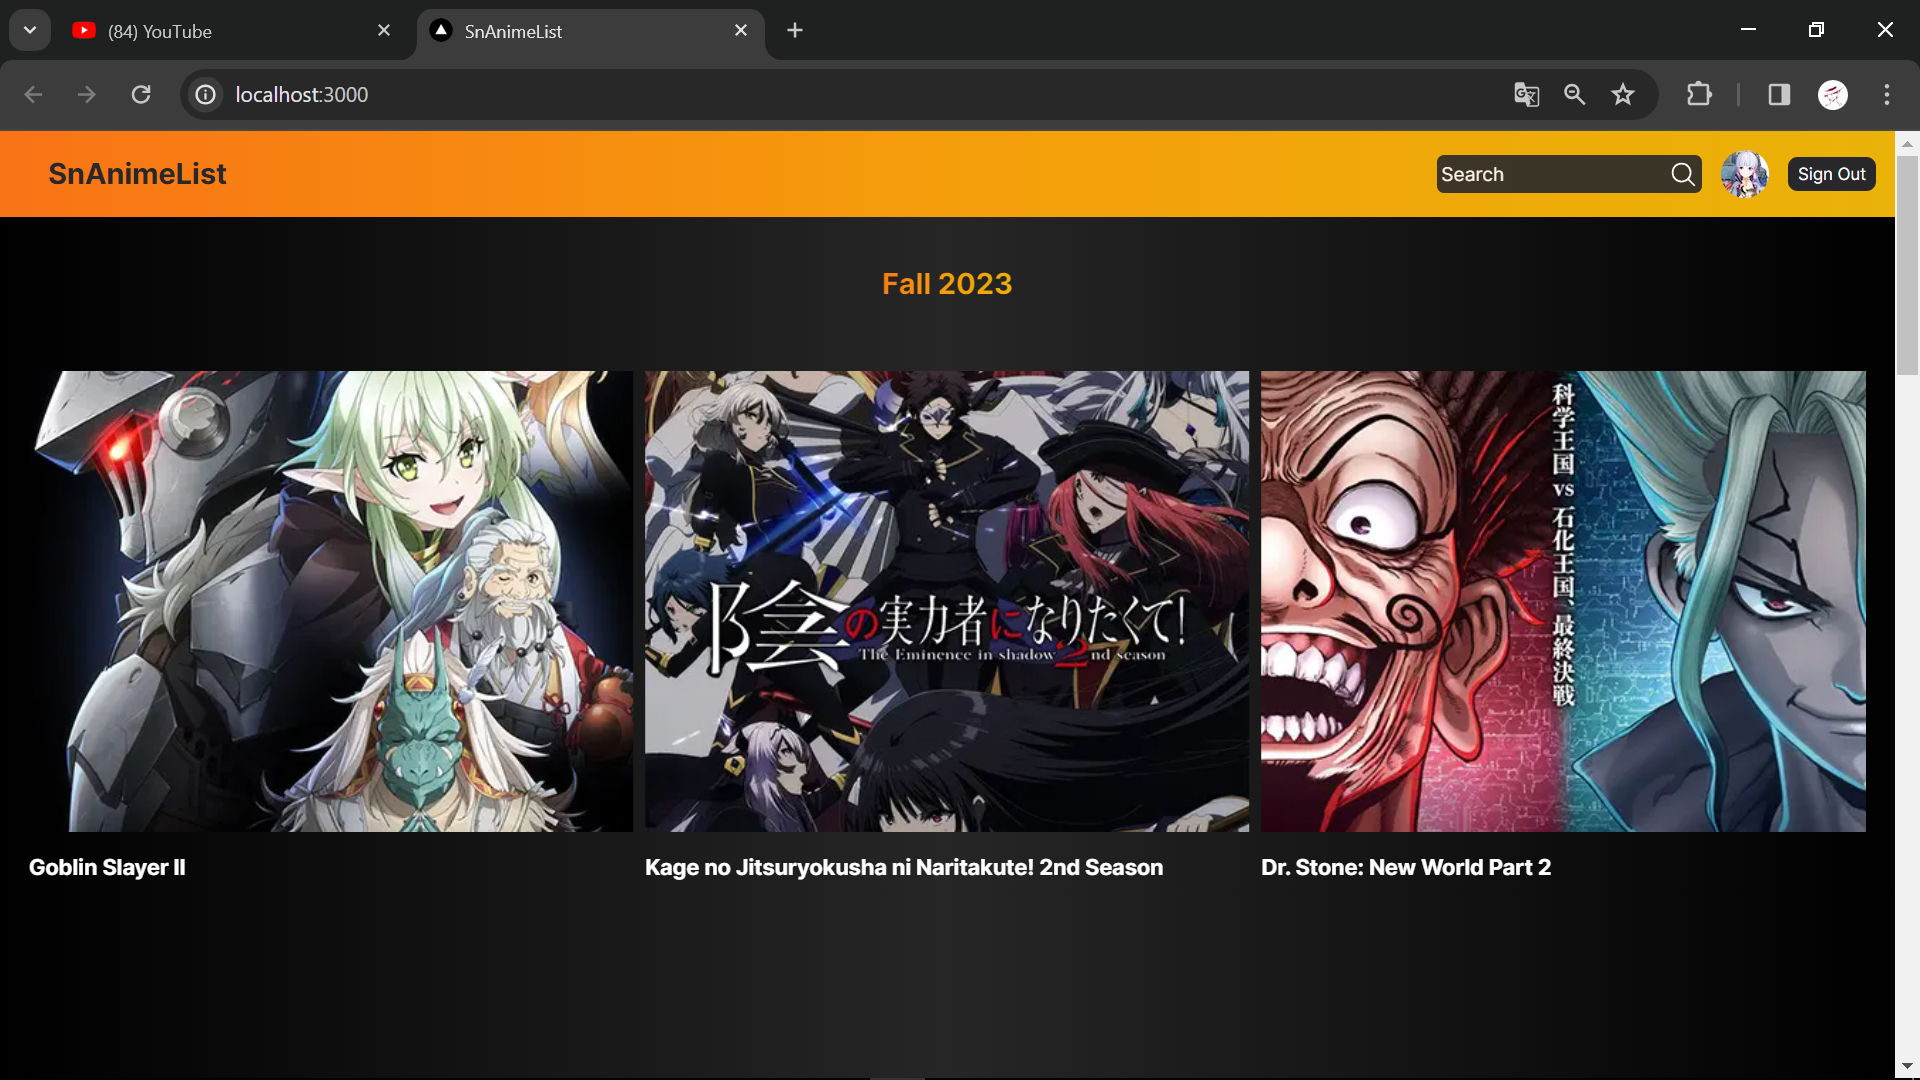 (84) YouTube
SnAnimeList
localhost:3000
SnAnimeList
Search
Sign Out
Fall 2023
陰の実力者になりたくて!
The Eminence in shadow 2nd season
科学王国 vs 石化王国、最終決戦
Goblin Slayer II
Kage no Jitsuryokusha ni Naritakute! 2nd Season
Dr. Stone: New World Part 2